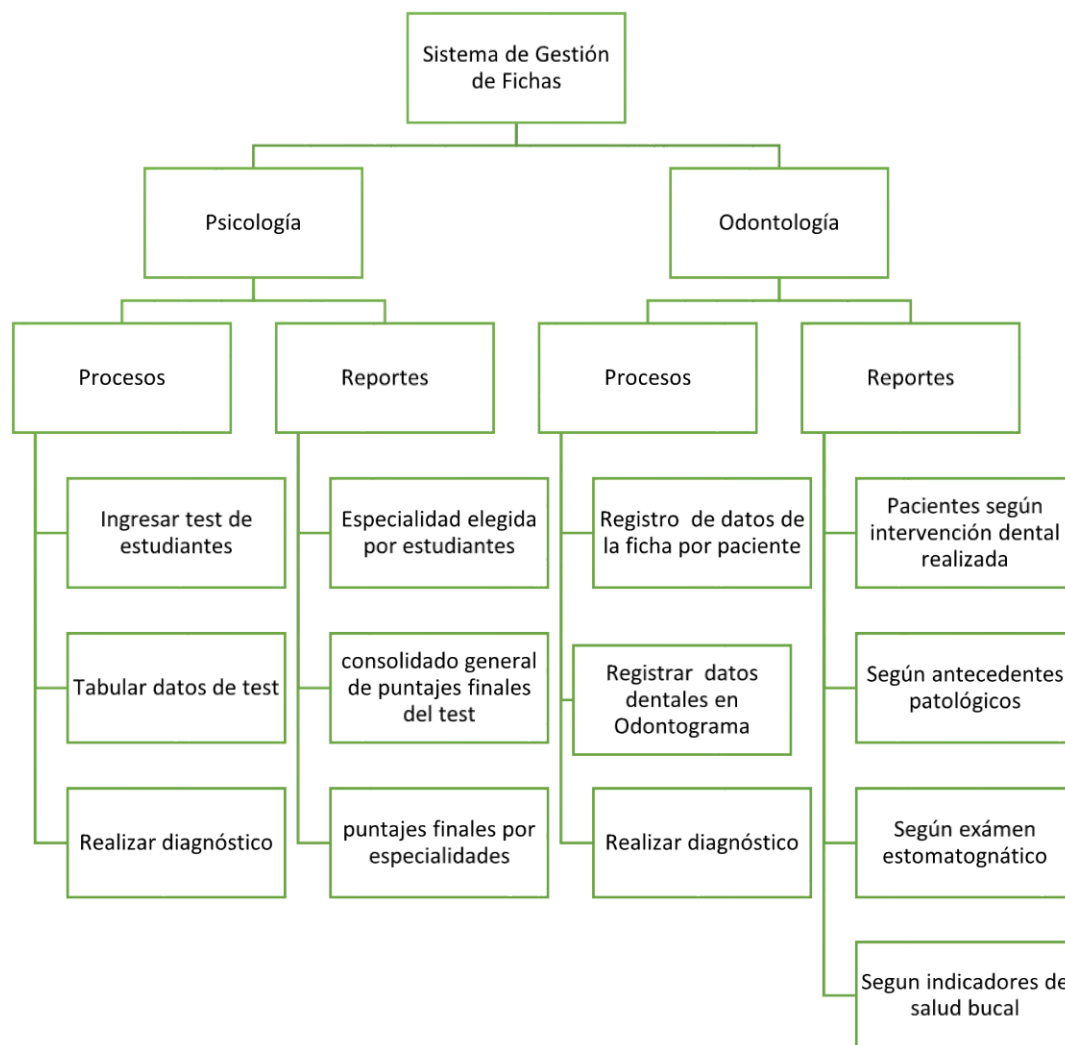 Sistema de Gestión
de Fichas
Psicología
Odontología
Procesos
Reportes
Procesos
Reportes
Ingresar test de
estudiantes
Especialidad elegida
por estudiantes
Registro de datos de
la ficha por paciente
Pacientes según
intervención dental
realizada
Tabular datos de test
consolidado general
de puntajes finales
del test
Registrar datos
dentales en
Odontograma
Según antecedentes
patológicos
Realizar diagnóstico
puntajes finales por
especialidades
Realizar diagnóstico
Según exámen
estomatognático
Segun indicadores de
salud bucal